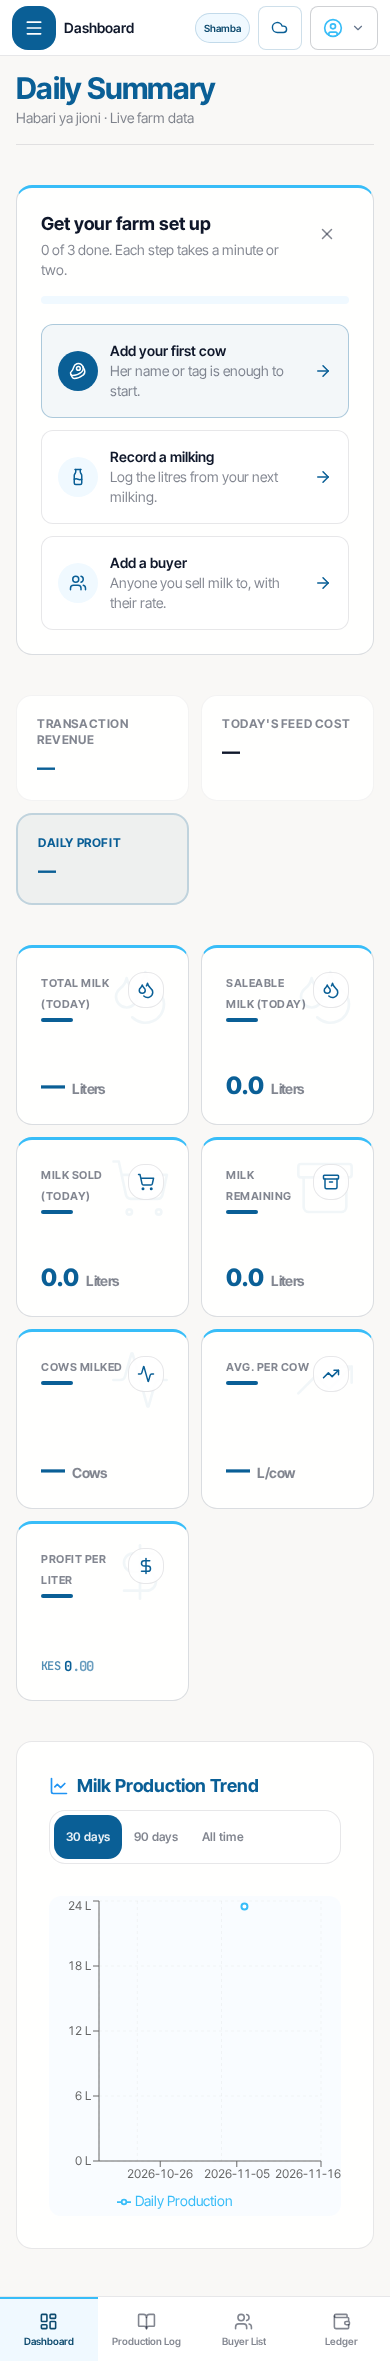 Dashboard
Shamba
Daily Summary
Habari ya jioni · Live farm data
Get your farm set up
0 of 3 done. Each step takes a minute or
two.
Add your first cow
Her name or tag is enough to
start.
Record a milking
Log the litres from your next
milking.
Add a buyer
Anyone you sell milk to, with
their rate.
TRANSACTION
REVENUE
—
TODAY'S FEED COST
—
DAILY PROFIT
—
TOTAL MILK
(TODAY)
— Liters
SALEABLE
MILK (TODAY)
0.0 Liters
MILK SOLD
(TODAY)
0.0 Liters
MILK
REMAINING
0.0 Liters
COWS MILKED
— Cows
AVG. PER COW
— L/cow
PROFIT PER
LITER
KES 0.00
Milk Production Trend
30 days 90 days All time
24 L
18 L
12 L
6 L
0 L
2026-10-26 2026-11-05 2026-11-16
Daily Production
Dashboard Production Log Buyer List Ledger